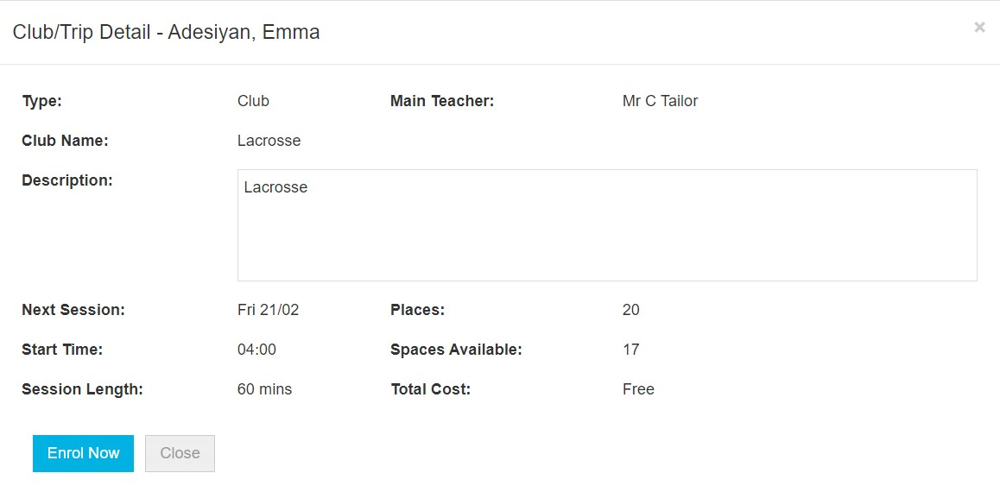 Club/Trip Detail - Adesiyan, Emma ×
Type: Club Main Teacher: Mr C Tailor
Club Name: Lacrosse
Description: Lacrosse
Next Session: Fri 21/02 Places: 20
Start Time: 04:00 Spaces Available: 17
Session Length: 60 mins Total Cost: Free
Enrol Now Close